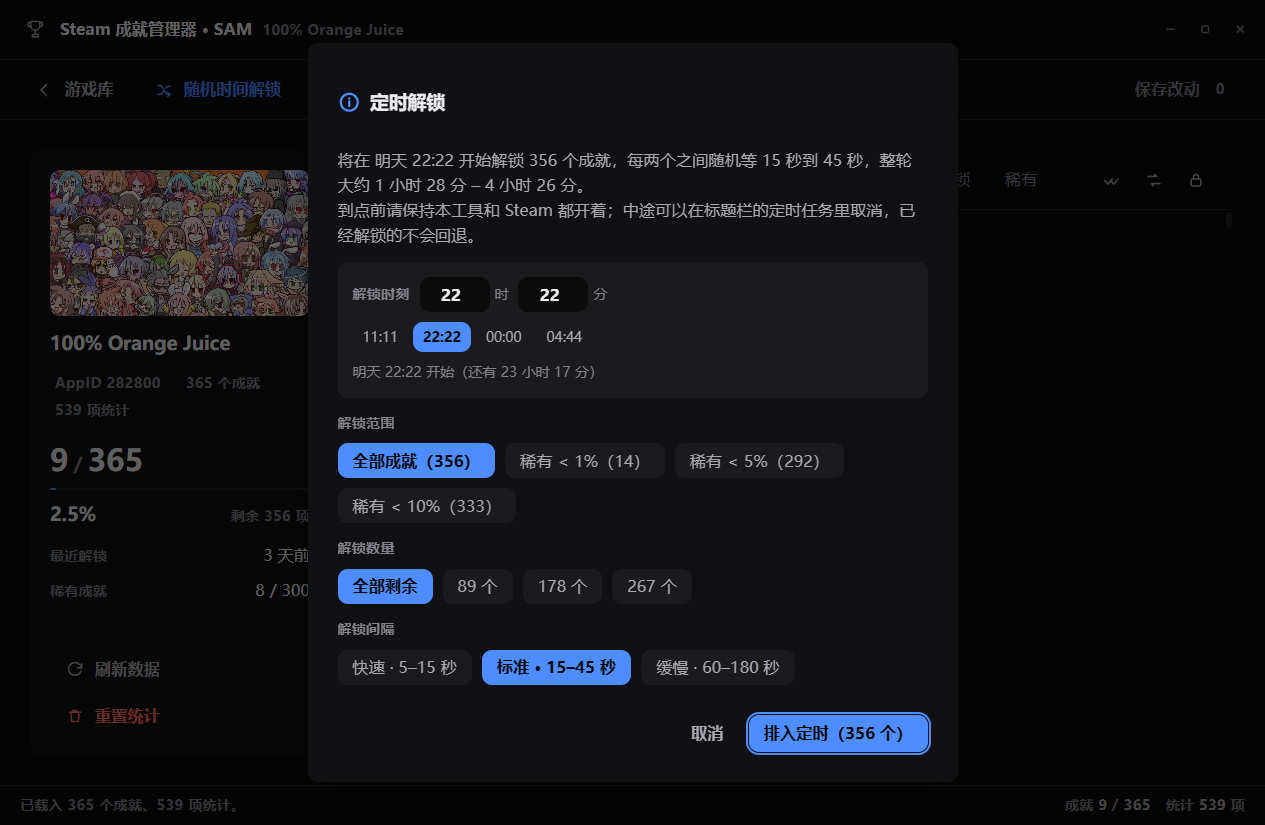 Steam 成就管理器 • SAM 100% Orange Juice
游戏库 随机时间解锁 保存改动 0
定时解锁
将在 明天 22:22 开始解锁 356 个成就，每两个之间随机等 15 秒到 45 秒，整轮
大约 1 小时 28 分 – 4 小时 26 分。
到点前请保持本工具和 Steam 都开着；中途可以在标题栏的定时任务里取消，已
经解锁的不会回退。
锁 稀有
解锁时刻 22 时 22 分
11:11 22:22 00:00 04:44
明天 22:22 开始（还有 23 小时 17 分）
100% Orange Juice
AppID 282800 365 个成就
539 项统计
9 / 365
2.5% 剩余 356 项
最近解锁 3 天前
稀有成就 8 / 300
刷新数据
重置统计
解锁范围
全部成就（356） 稀有 < 1%（14） 稀有 < 5%（292）
稀有 < 10%（333）
解锁数量
全部剩余 89 个 178 个 267 个
解锁间隔
快速 · 5–15 秒 标准 • 15–45 秒 缓慢 · 60–180 秒
取消 排入定时（356 个）
已载入 365 个成就、539 项统计。 成就 9 / 365 统计 539 项